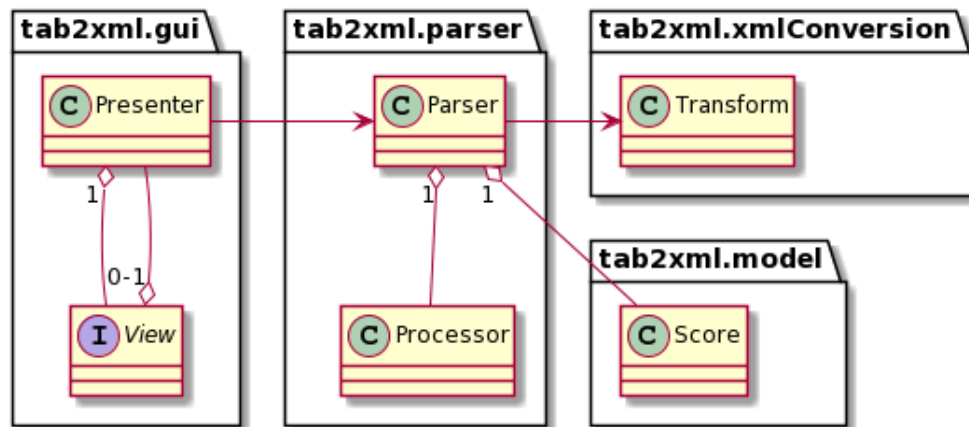 tab2xml.gui
tab2xml.parser
tab2xml.xmlConversion
C Presenter
C Parser
C Transform
1
1
1
0-1
tab2xml.model
I View
C Processor
C Score